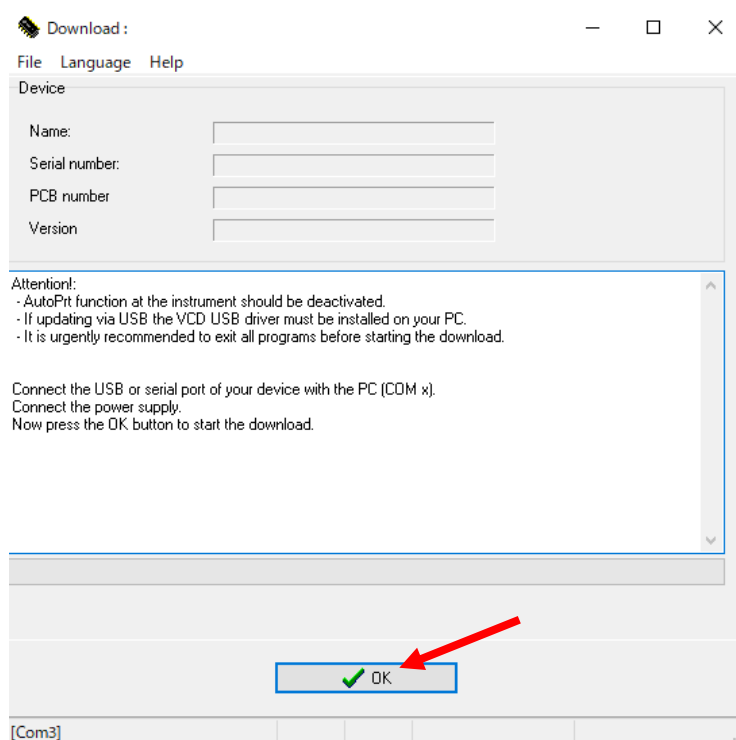 Download :
File Language Help
Device
Name:
Serial number:
PCB number
Version
Attention!:
- AutoPrt function at the instrument should be deactivated.
- If updating via USB the VCD USB driver must be installed on your PC.
- It is urgently recommended to exit all programs before starting the download.
Connect the USB or serial port of your device with the PC (COM x).
Connect the power supply.
Now press the OK button to start the download.
OK
[Com3]